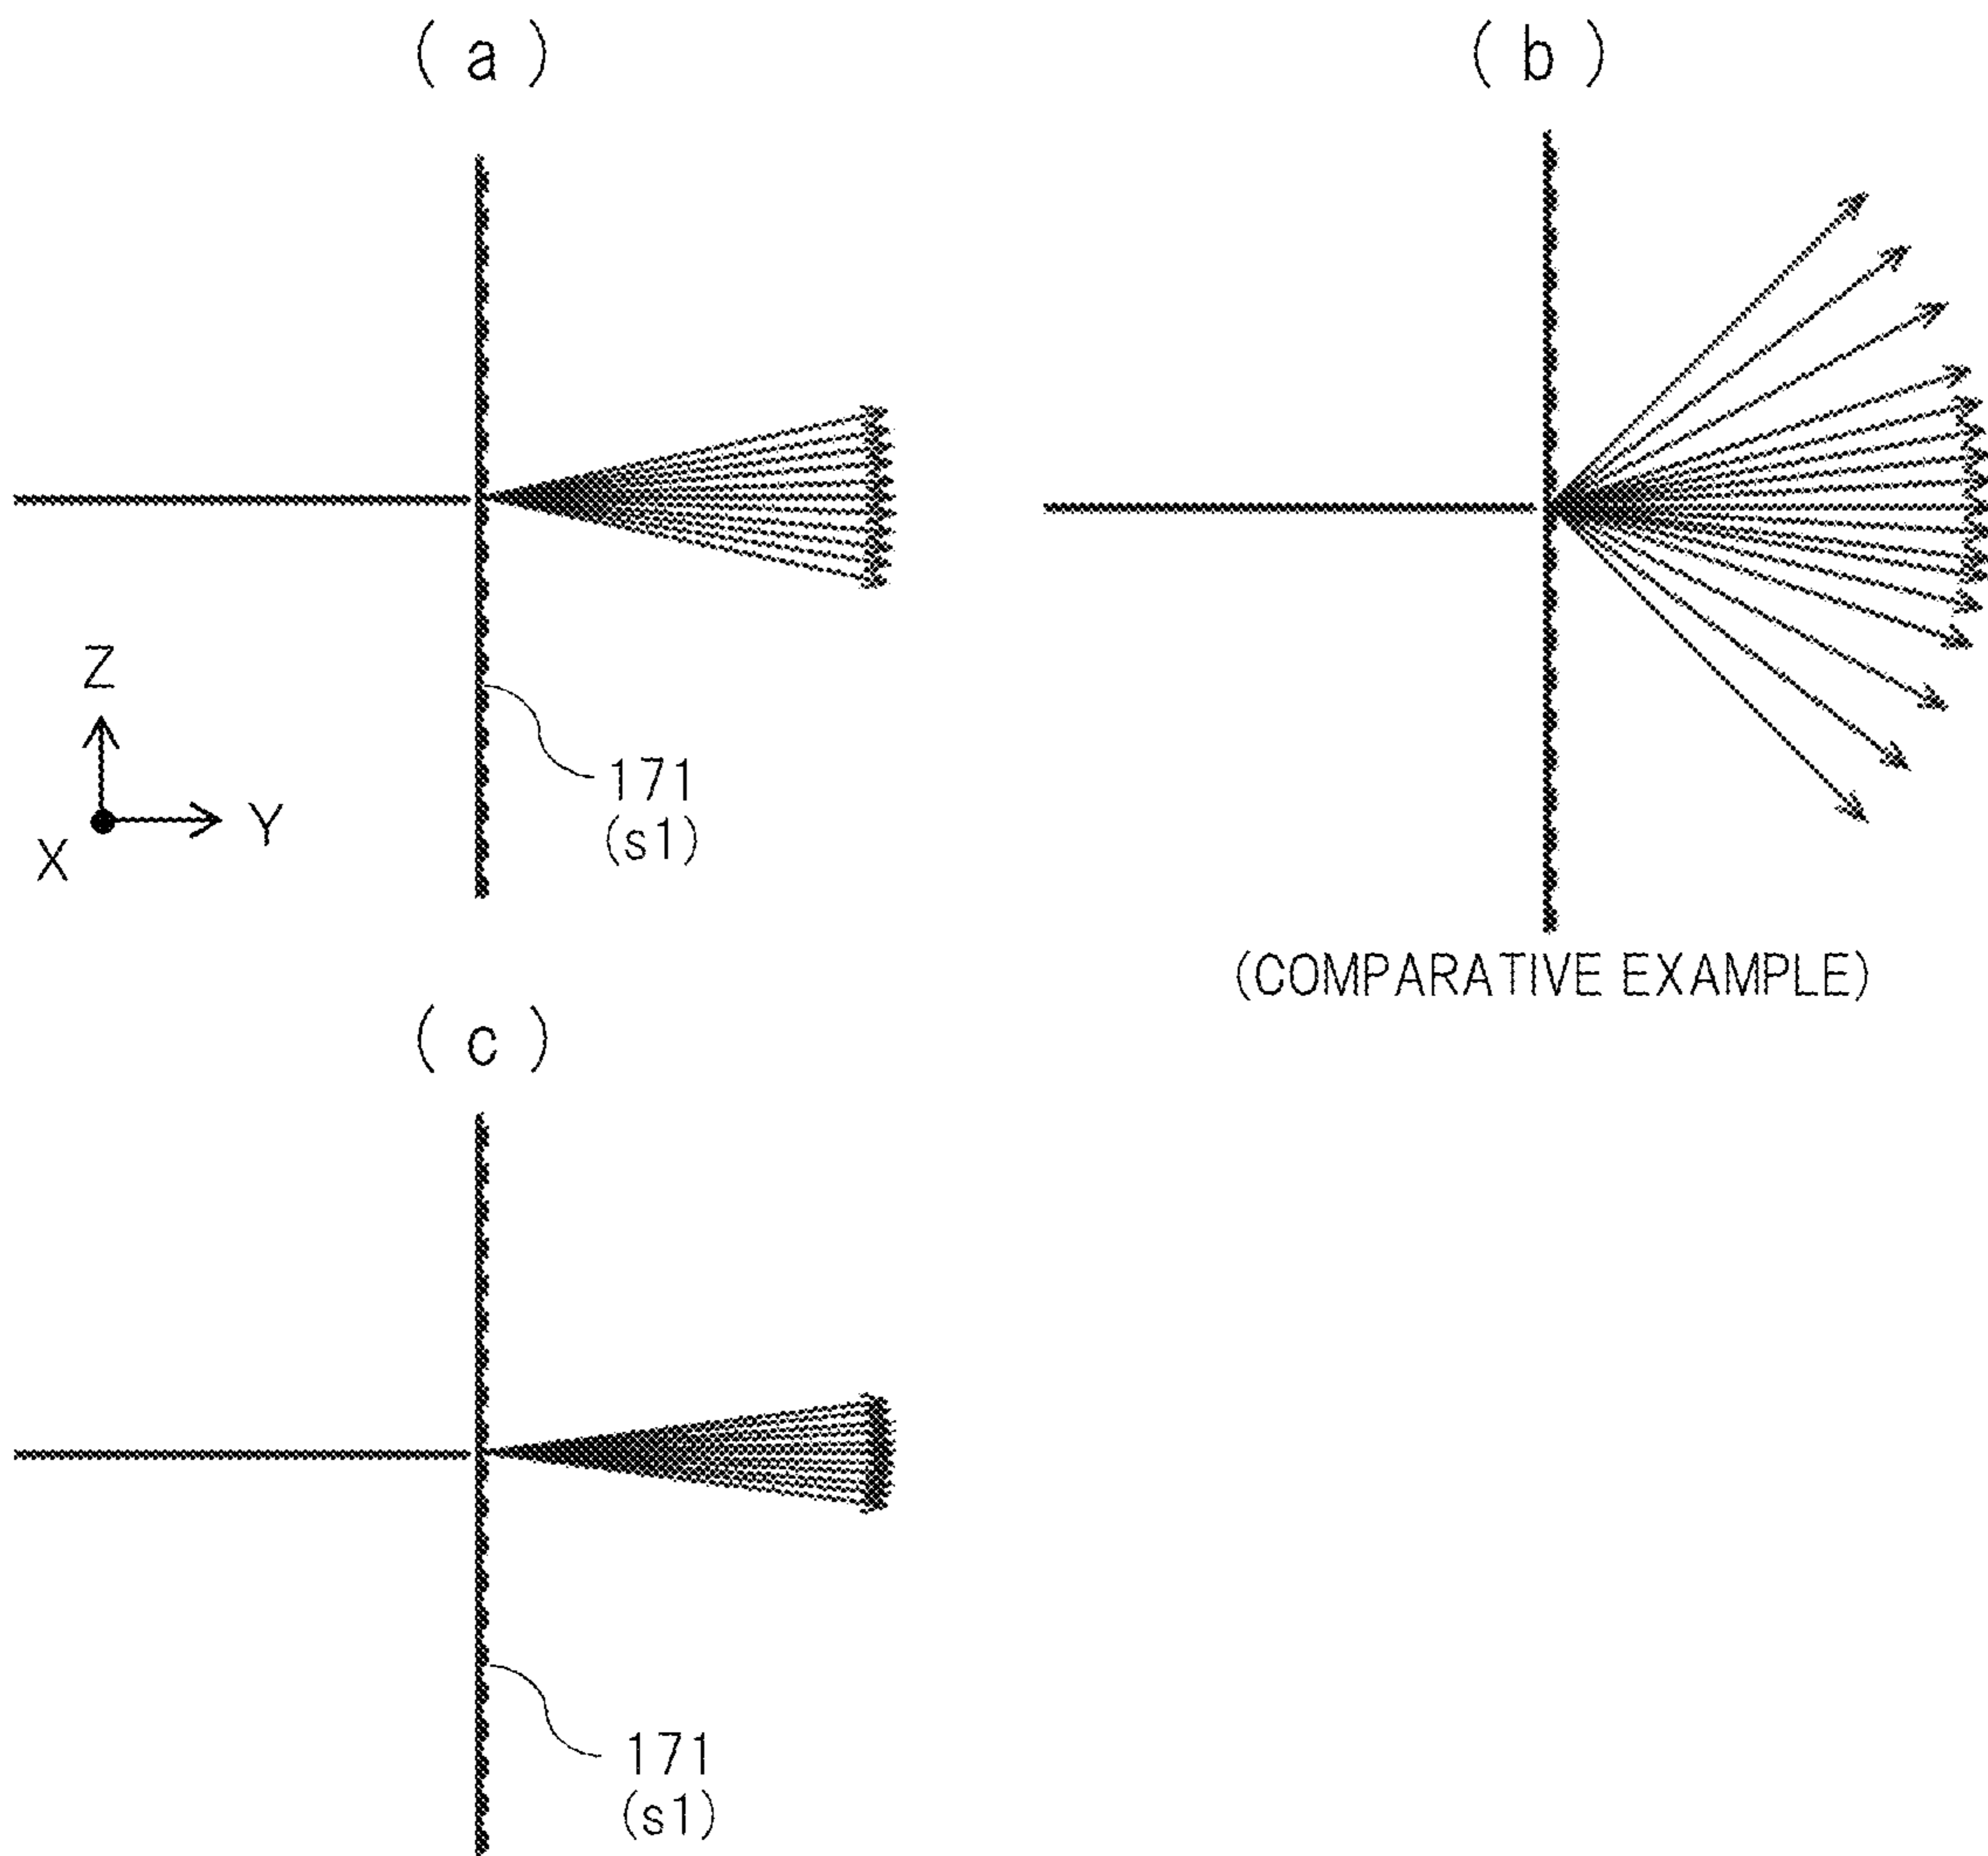 (a)
(b)
Z
Y
X
171
(s1)
(COMPARATIVE EXAMPLE)
(c)
171
(s1)